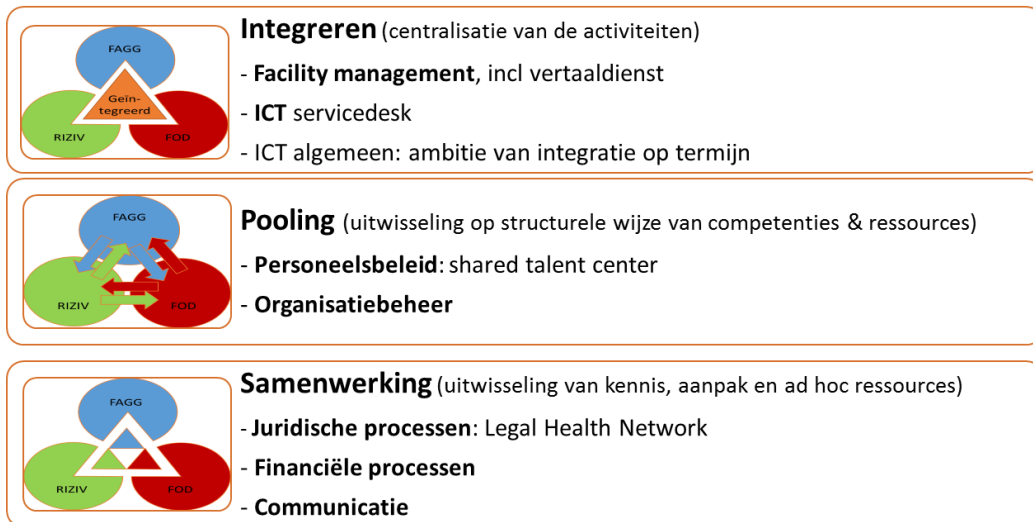 Integreren (centralisatie van de activiteiten)
FAGG
Geïn-
tegreerd
RIZIV
FOD
- Facility management, incl vertaaldienst
- ICT servicedesk
- ICT algemeen: ambitie van integratie op termijn
Pooling (uitwisseling op structurele wijze van competenties & ressources)
FAGG
RIZIV
FOD
- Personeelsbeleid: shared talent center
- Organisatiebeheer
Samenwerking (uitwisseling van kennis, aanpak en ad hoc ressources)
FAGG
RIZIV
FOD
- Juridische processen: Legal Health Network
- Financiële processen
- Communicatie